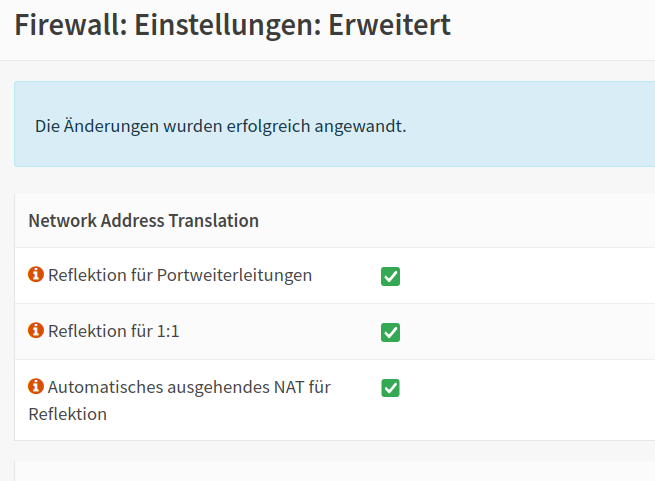 Firewall: Einstellungen: Erweitert
Die Änderungen wurden erfolgreich angewandt.
Network Address Translation
Reflektion für Portweiterleitungen
Reflektion für 1:1
Automatisches ausgehendes NAT für
Reflektion